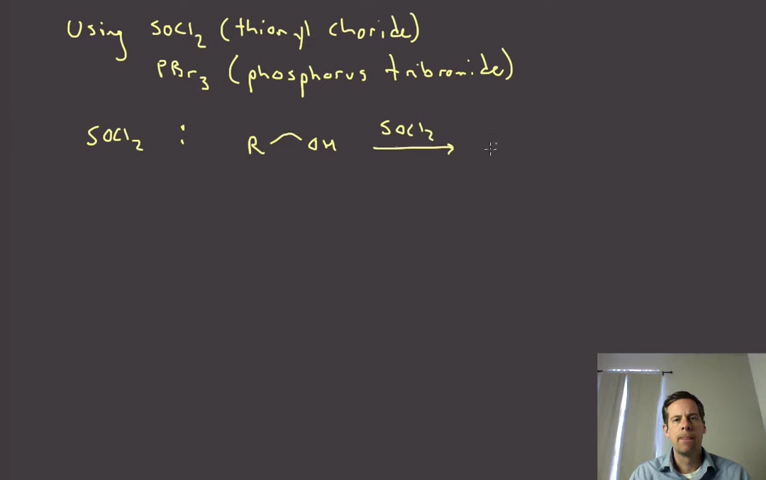 Using SOCl2 (thionyl choride)
PBr3 (phosphorus tribromide)
SOCl2 : R OH SOCl2